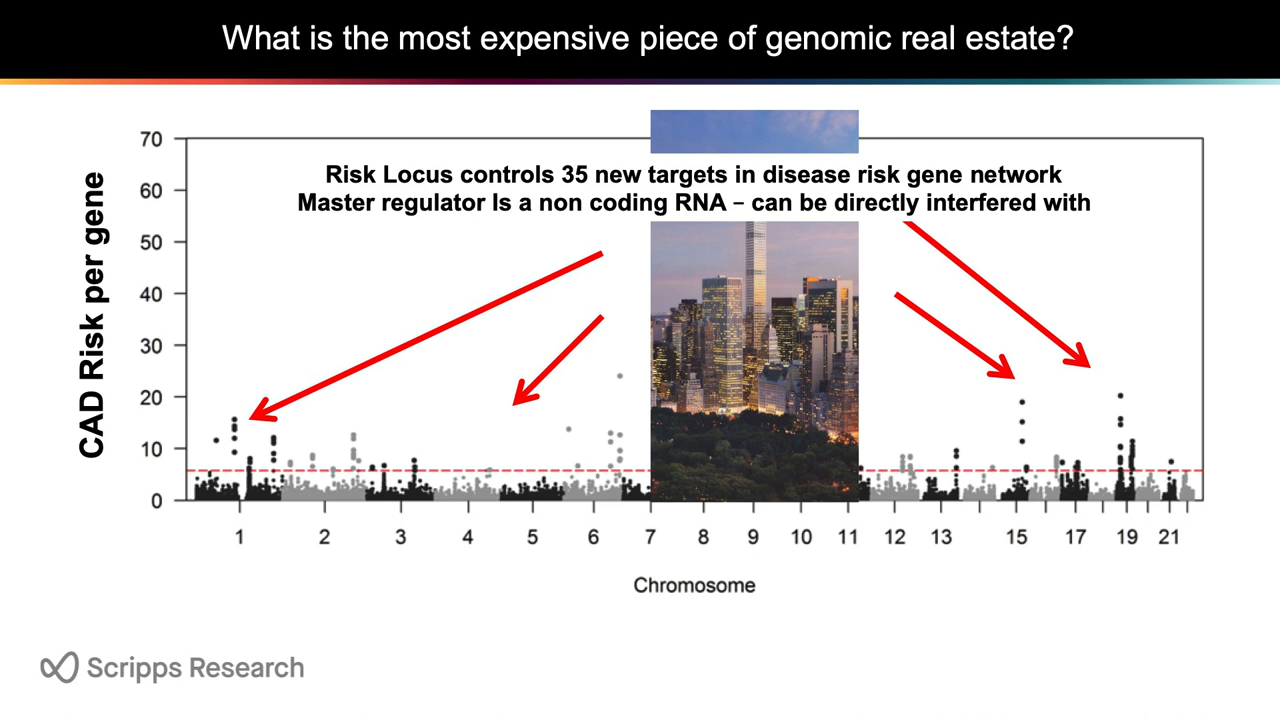 What is the most expensive piece of genomic real estate?
70
Risk Locus controls 35 new targets in disease risk gene network
60
Master regulator Is a non coding RNA – can be directly interfered with
50
40
30
20
10
0
CAD Risk per gene
1 2 3 4 5 6 7 8 9 10 11 12 13 15 17 19 21
Chromosome
Scripps Research